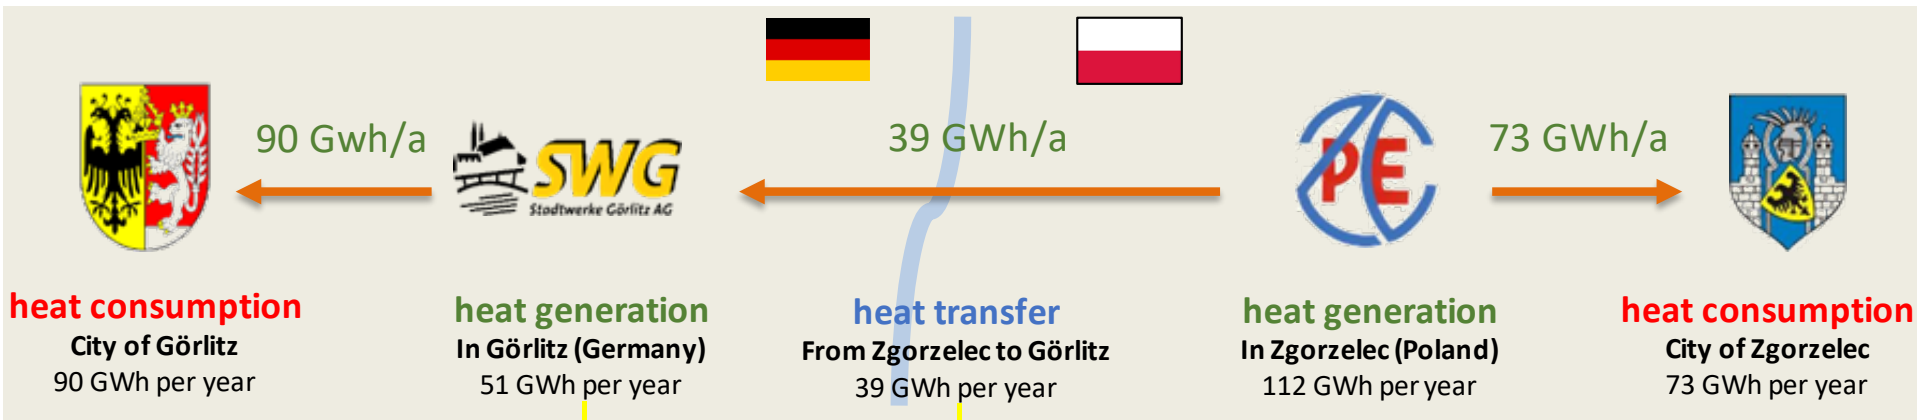 90 Gwh/a
SWG
Stadtwerke Görlitz AG
39 GWh/a
ZPEC
73 GWh/a
heat consumption
City of Görlitz
90 GWh per year
heat generation
In Görlitz (Germany)
51 GWh per year
heat transfer
From Zgorzelec to Görlitz
39 GWh per year
heat generation
In Zgorzelec (Poland)
112 GWh per year
heat consumption
City of Zgorzelec
73 GWh per year